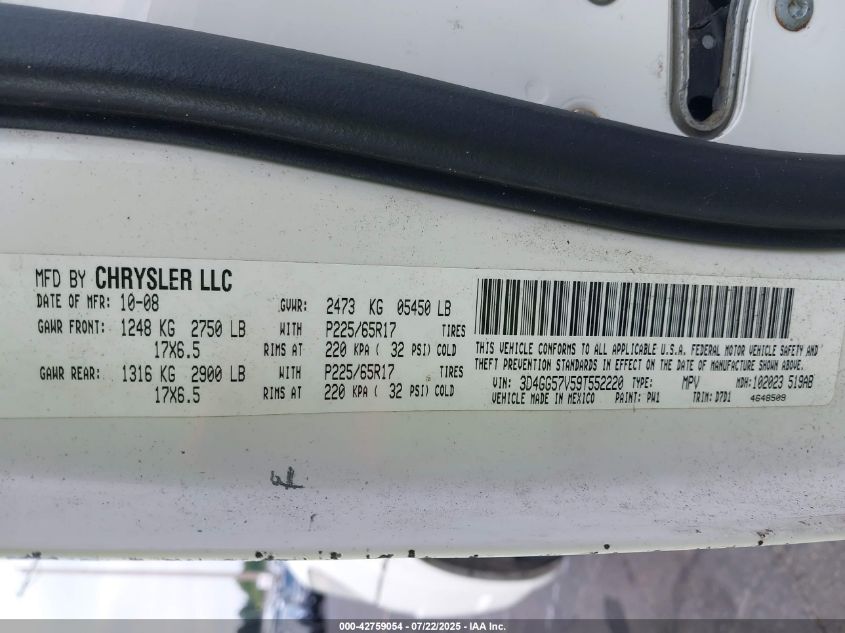 MFD BY CHRYSLER LLC
DATE OF MFR: 10-08 GVWR: 2473 KG 05450 LB
GAWR FRONT: 1248 KG 2750 LB WITH P225/65R17 TIRES
17X6.5 RIMS AT 220 KPA ( 32 PSI) COLD
GAWR REAR: 1316 KG 2900 LB WITH P225/65R17 TIRES
17X6.5 RIMS AT 220 KPA ( 32 PSI) COLD
THIS VEHICLE CONFORMS TO ALL APPLICABLE U.S.A. FEDERAL MOTOR VEHICLE SAFETY AND
THEFT PREVENTION STANDARDS IN EFFECT ON THE DATE OF MANUFACTURE SHOWN ABOVE.
VIN: 3D4GG57V59T552220 TYPE: MPV MDH: 102023 519AB
VEHICLE MADE IN MEXICO PAINT: PW1 TRIM: D7D1 4648509
000-42759054 - 07/22/2025 - IAA Inc.